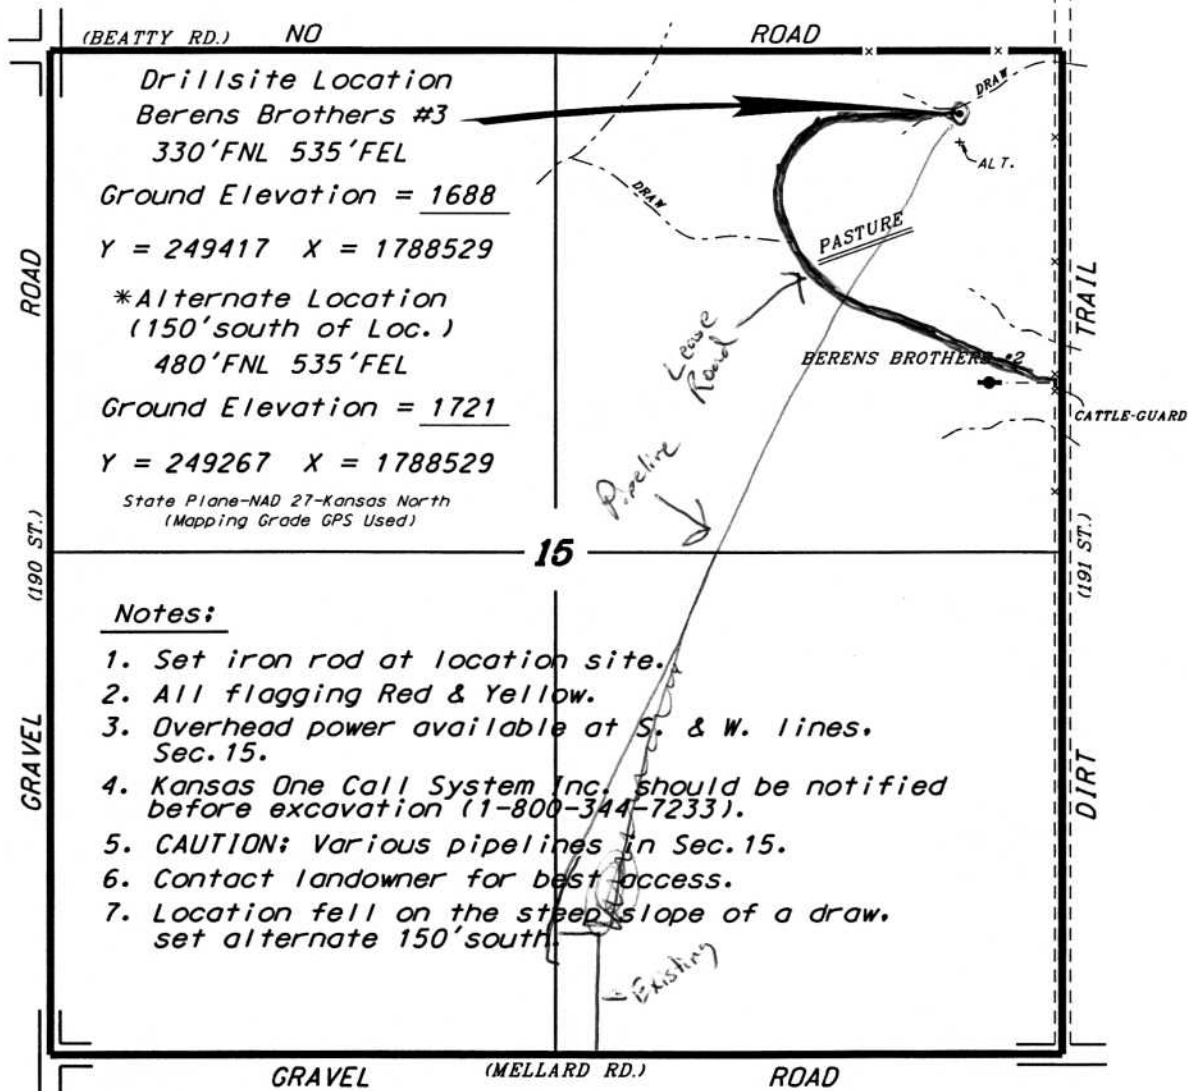 (BEATTY RD.) NO ROAD
Drillsite Location
Berens Brothers #3
330'FNL 535'FEL
Ground Elevation = 1688
Y = 249417 X = 1788529
*Alternate Location
(150'south of Loc.)
480'FNL 535'FEL
Ground Elevation = 1721
Y = 249267 X = 1788529
State Plane-NAD 27-Kansas North
(Mapping Grade GPS Used)
DRAW
ALT.
DRAW
PASTURE
Lease
Road
BERENS BROTHERS #2
CATTLE-GUARD
Pipeline
15
Notes:
1. Set iron rod at location site.
2. All flagging Red & Yellow.
3. Overhead power available at S. & W. lines,
Sec.15.
4. Kansas One Call System Inc. should be notified
before excavation (1-800-344-7233).
5. CAUTION: Various pipelines in Sec.15.
6. Contact landowner for best access.
7. Location fell on the steep slope of a draw,
set alternate 150'south.
Existing
ROAD
(190 ST.)
GRAVEL
TRAIL
(191 ST.)
DIRT
GRAVEL (MELLARD RD.) ROAD